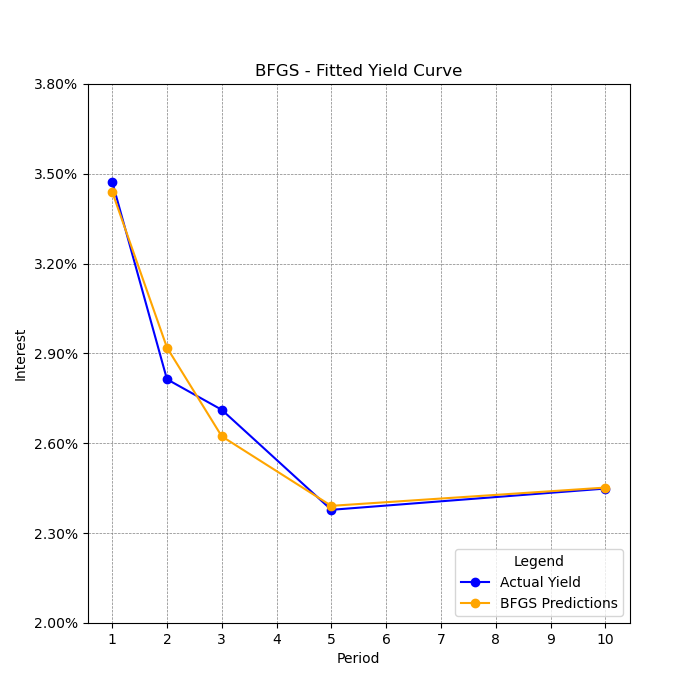 BFGS - Fitted Yield Curve
3.80%
3.50%
3.20%
2.90%
2.60%
2.30%
2.00%
Interest
Legend
Actual Yield
BFGS Predictions
1 2 3 4 5 6 7 8 9 10
Period